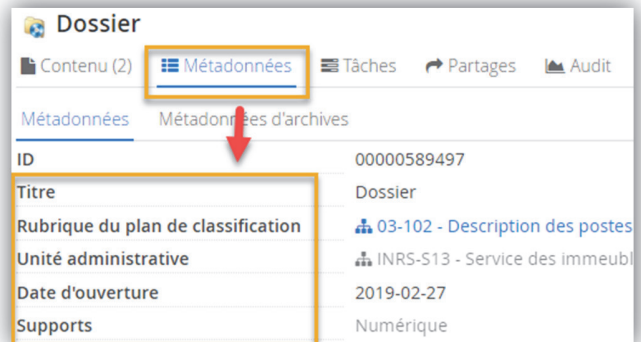 Dossier
Contenu (2) Métadonnées Tâches Partages Audit
Métadonnées Métadonnées d'archives
ID 00000589497
Titre Dossier
Rubrique du plan de classification 03-102 - Description des postes
Unité administrative INRS-S13 - Service des immeubl
Date d'ouverture 2019-02-27
Supports Numérique